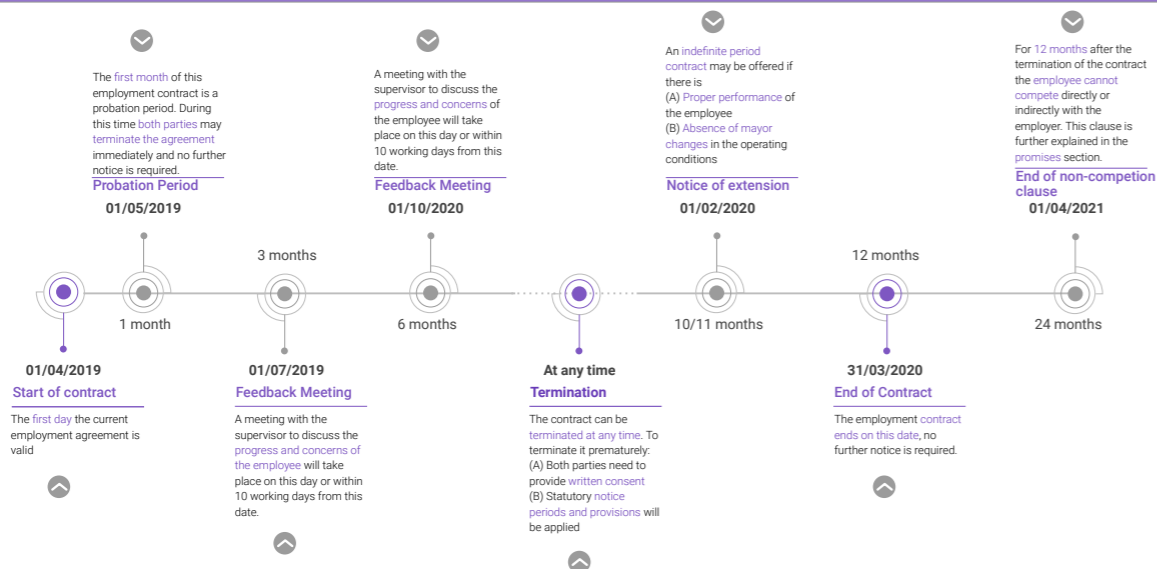 The first month of this
employment contract is a
probation period. During
this time both parties may
terminate the agreement
immediately and no further
notice is required.
Probation Period
01/05/2019
A meeting with the
supervisor to discuss the
progress and concerns of
the employee will take
place on this day or within
10 working days from this
date.
Feedback Meeting
01/10/2020
An indefinite period
contract may be offered if
there is
(A) Proper performance of
the employee
(B) Absence of mayor
changes in the operating
conditions
Notice of extension
01/02/2020
For 12 months after the
termination of the contract
the employee cannot
compete directly or
indirectly with the
employer. This clause is
further explained in the
promises section.
End of non-competion
clause
01/04/2021
1 month
3 months
6 months
10/11 months
12 months
24 months
01/04/2019
Start of contract
The first day the current
employment agreement is
valid
01/07/2019
Feedback Meeting
A meeting with the
supervisor to discuss the
progress and concerns of
the employee will take
place on this day or within
10 working days from this
date.
At any time
Termination
The contract can be
terminated at any time. To
terminate it prematurely:
(A) Both parties need to
provide written consent
(B) Statutory notice
periods and provisions will
be applied
31/03/2020
End of Contract
The employment contract
ends on this date, no
further notice is required.